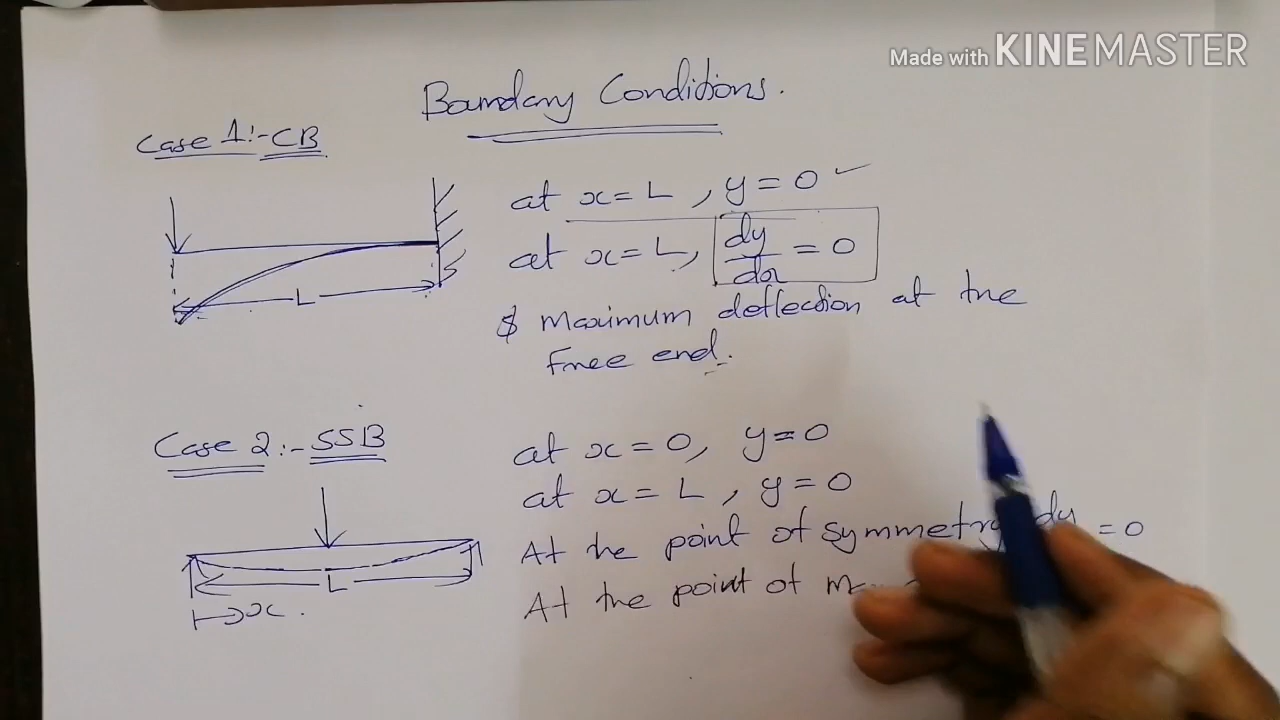 Made with KINEMASTER
Boundary Conditions.
Case 1:- CB
at x = L , y = 0
at x = L, dy/dx = 0
L
$ Maximum deflection at the
Free end.
Case 2:- SSB
at x = 0, y = 0
at x = L , y = 0
At the point of symmetry dy = 0
L
At the point of
x .